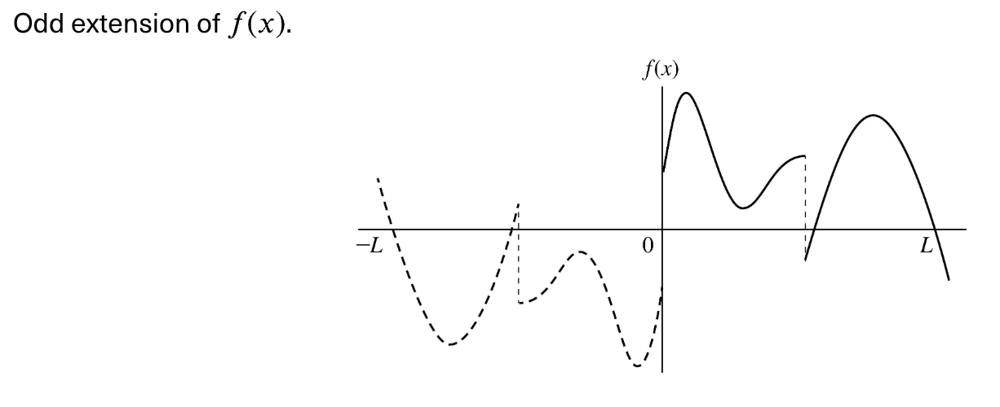 Odd extension of f(x).
f(x)
–L
0
L